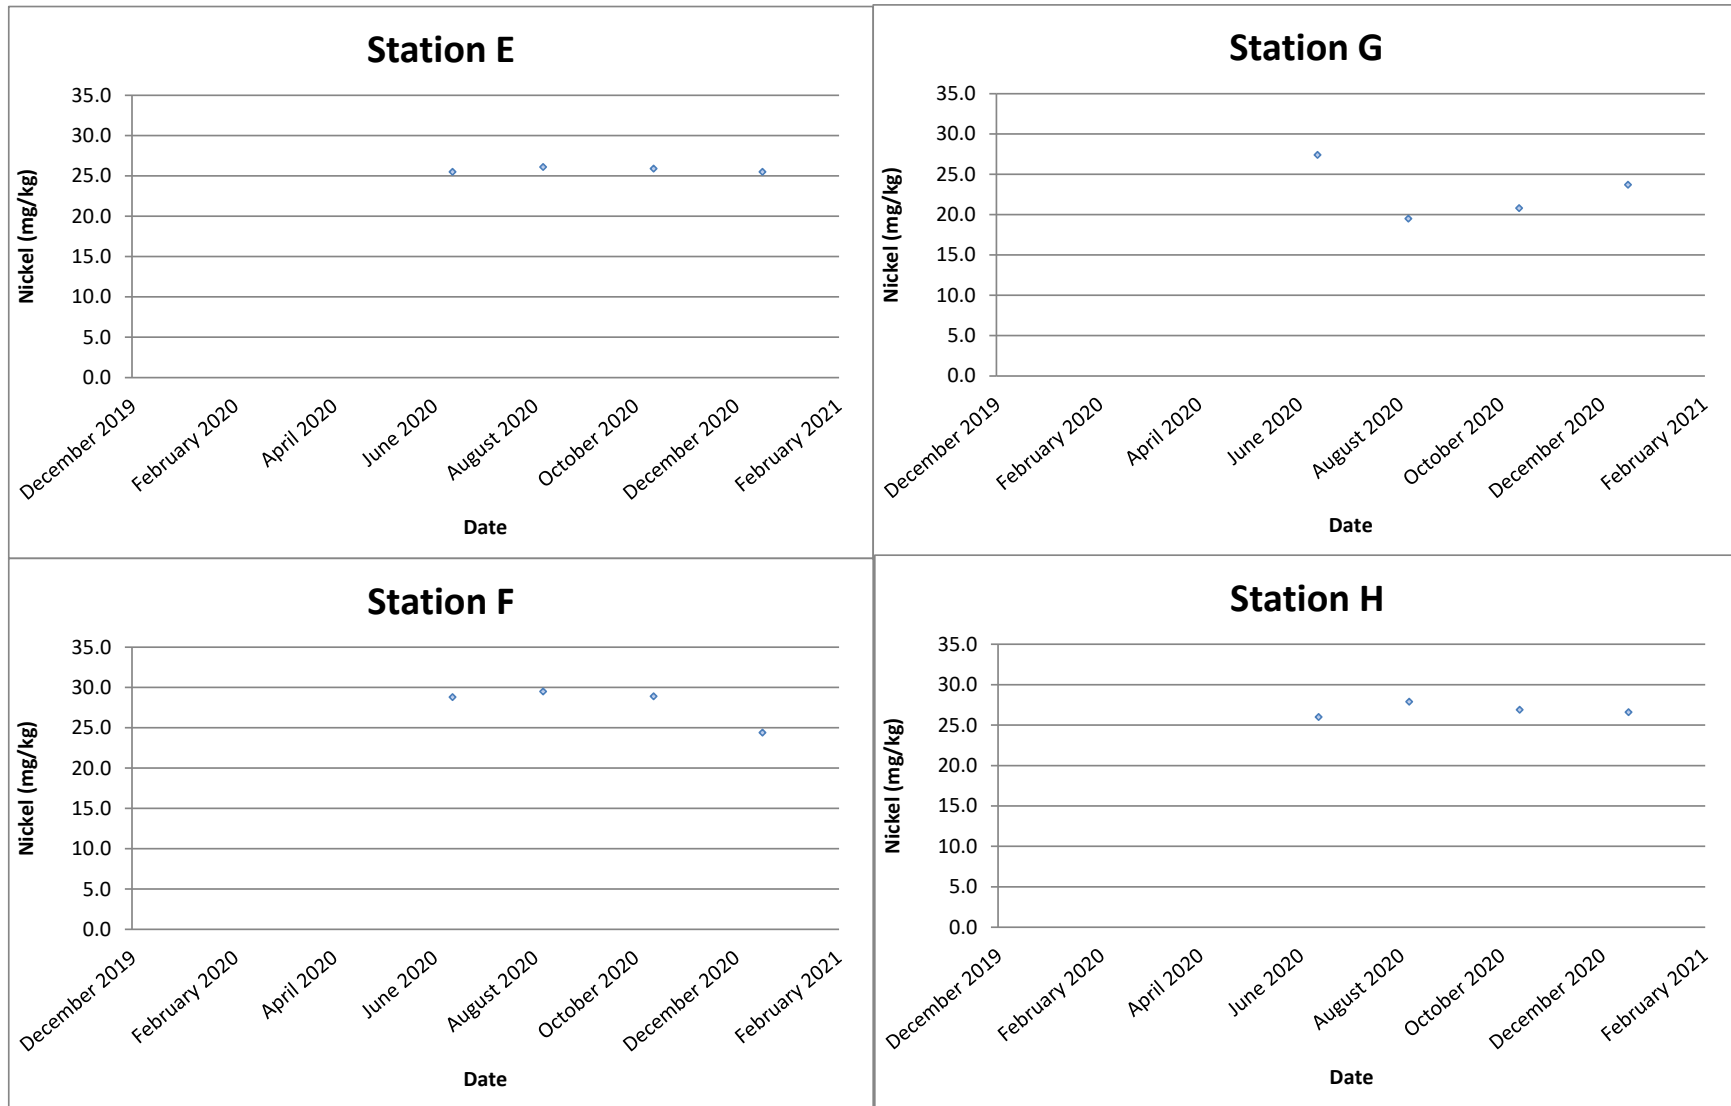 Station E
35.0
30.0
25.0
20.0
15.0
10.0
5.0
0.0
Nickel (mg/kg)
December 2019
February 2020
April 2020
June 2020
August 2020
October 2020
December 2020
February 2021
Date
Station G
35.0
30.0
25.0
20.0
15.0
10.0
5.0
0.0
Nickel (mg/kg)
December 2019
February 2020
April 2020
June 2020
August 2020
October 2020
December 2020
February 2021
Date
Station F
35.0
30.0
25.0
20.0
15.0
10.0
5.0
0.0
Nickel (mg/kg)
December 2019
February 2020
April 2020
June 2020
August 2020
October 2020
December 2020
February 2021
Date
Station H
35.0
30.0
25.0
20.0
15.0
10.0
5.0
0.0
Nickel (mg/kg)
December 2019
February 2020
April 2020
June 2020
August 2020
October 2020
December 2020
February 2021
Date